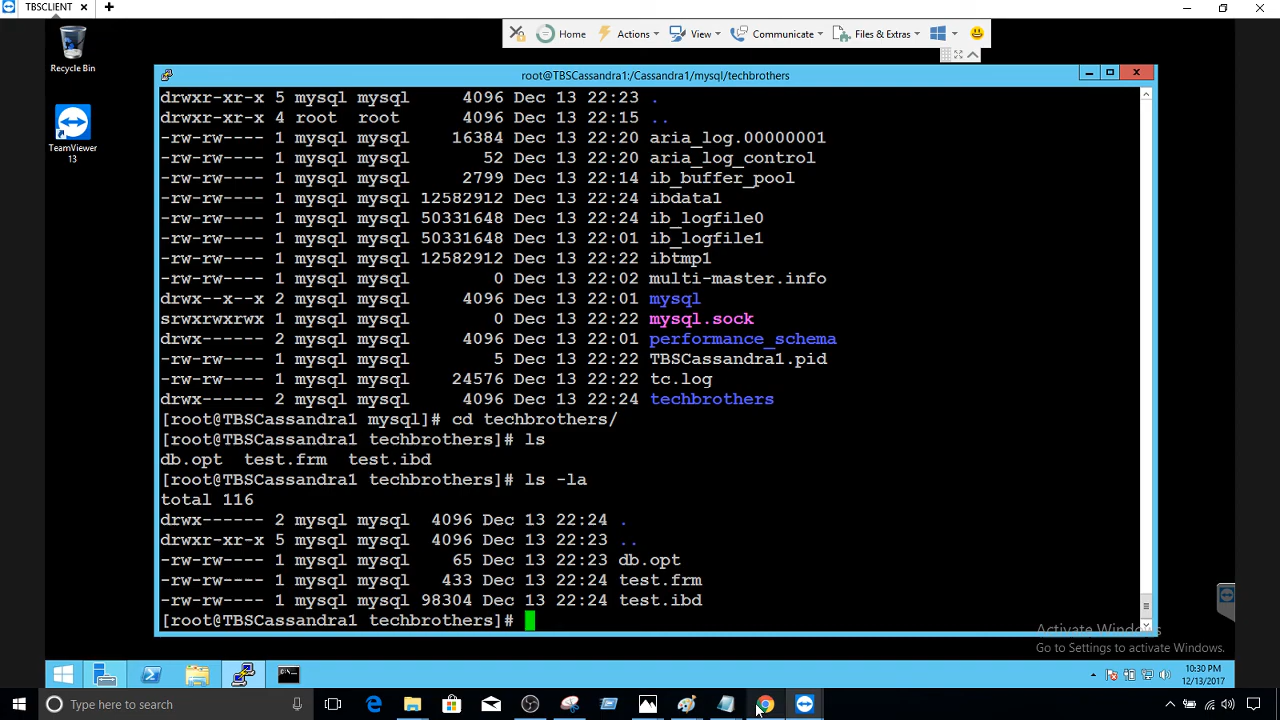 TBSCLIENT
Home Actions View Communicate Files & Extras
Recycle Bin
TeamViewer
13
root@TBSCassandra1:/Cassandra1/mysql/techbrothers
drwxr-xr-x 5 mysql mysql 4096 Dec 13 22:23 .
drwxr-xr-x 4 root root 4096 Dec 13 22:15 ..
-rw-rw---- 1 mysql mysql 16384 Dec 13 22:20 aria_log.00000001
-rw-rw---- 1 mysql mysql 52 Dec 13 22:20 aria_log_control
-rw-rw---- 1 mysql mysql 2799 Dec 13 22:14 ib_buffer_pool
-rw-rw---- 1 mysql mysql 12582912 Dec 13 22:24 ibdata1
-rw-rw---- 1 mysql mysql 50331648 Dec 13 22:24 ib_logfile0
-rw-rw---- 1 mysql mysql 50331648 Dec 13 22:01 ib_logfile1
-rw-rw---- 1 mysql mysql 12582912 Dec 13 22:22 ibtmp1
-rw-rw---- 1 mysql mysql 0 Dec 13 22:02 multi-master.info
drwx--x--x 2 mysql mysql 4096 Dec 13 22:01 mysql
srwxrwxrwx 1 mysql mysql 0 Dec 13 22:22 mysql.sock
drwx------ 2 mysql mysql 4096 Dec 13 22:01 performance_schema
-rw-rw---- 1 mysql mysql 5 Dec 13 22:22 TBSCassandra1.pid
-rw-rw---- 1 mysql mysql 24576 Dec 13 22:22 tc.log
drwx------ 2 mysql mysql 4096 Dec 13 22:24 techbrothers
[root@TBSCassandra1 mysql]# cd techbrothers/
[root@TBSCassandra1 techbrothers]# ls
db.opt test.frm test.ibd
[root@TBSCassandra1 techbrothers]# ls -la
total 116
drwx------ 2 mysql mysql 4096 Dec 13 22:24 .
drwxr-xr-x 5 mysql mysql 4096 Dec 13 22:23 ..
-rw-rw---- 1 mysql mysql 65 Dec 13 22:23 db.opt
-rw-rw---- 1 mysql mysql 433 Dec 13 22:24 test.frm
-rw-rw---- 1 mysql mysql 98304 Dec 13 22:24 test.ibd
[root@TBSCassandra1 techbrothers]#
Activate Windows
Go to Settings to activate Windows.
10:30 PM
12/13/2017
Type here to search